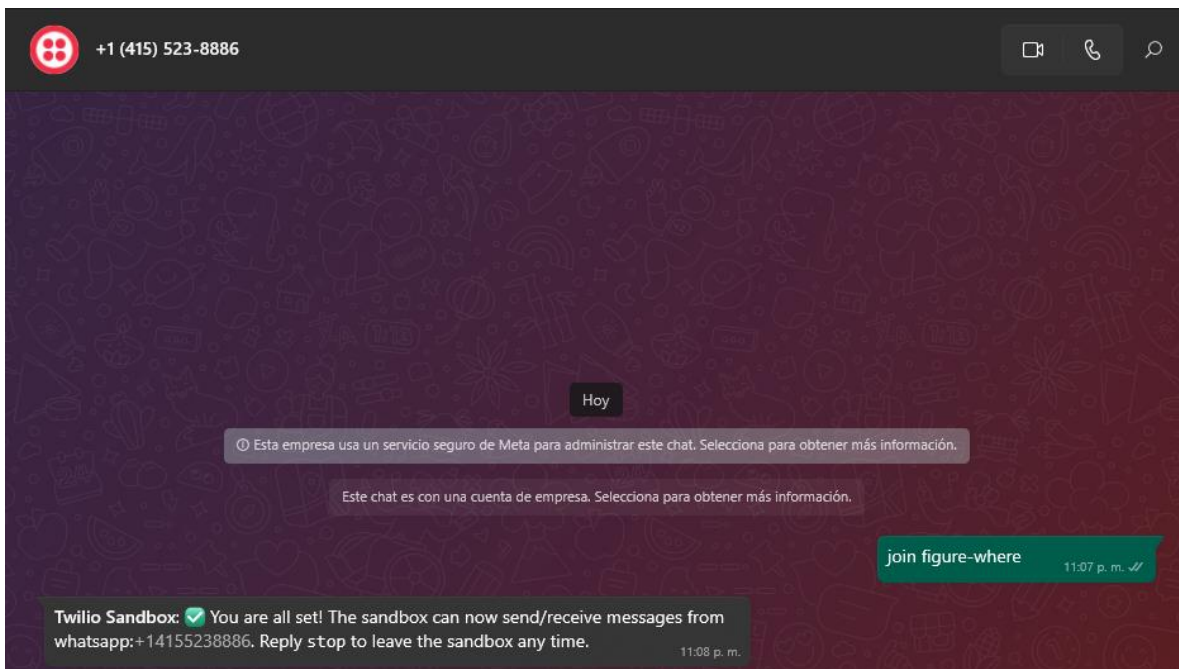 +1 (415) 523-8886
Hoy
Esta empresa usa un servicio seguro de Meta para administrar este chat. Selecciona para obtener más información.
Este chat es con una cuenta de empresa. Selecciona para obtener más información.
join figure-where
11:07 p. m.
Twilio Sandbox: ✅ You are all set! The sandbox can now send/receive messages from
whatsapp:+14155238886. Reply stop to leave the sandbox any time.
11:08 p. m.